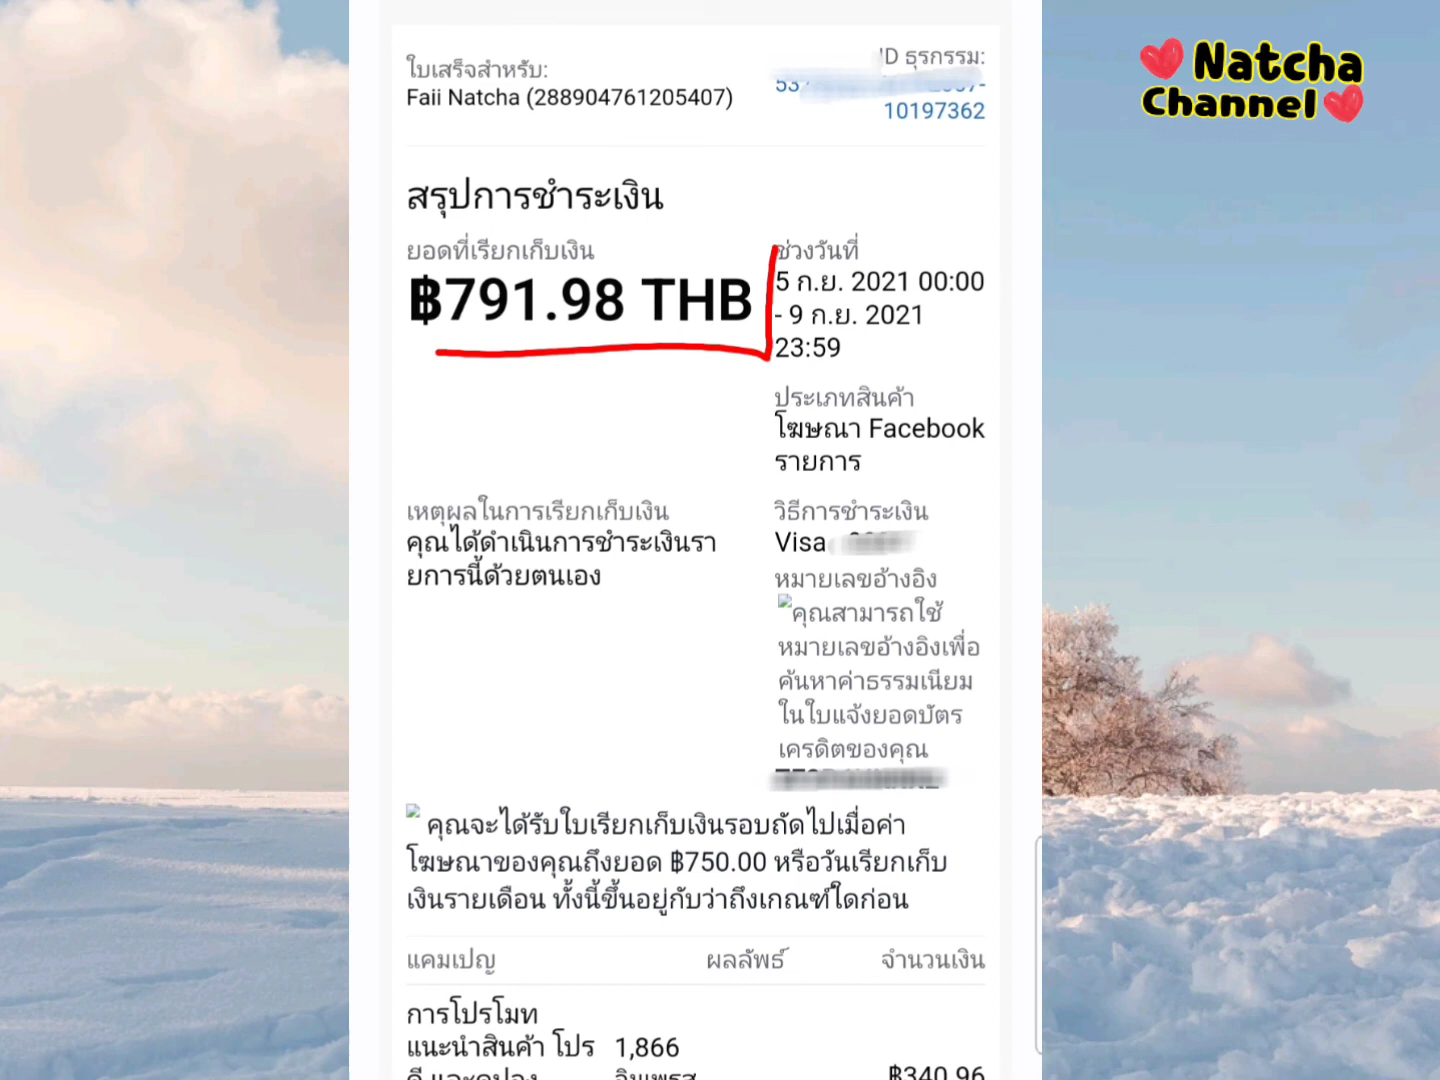 ใบเสร็จสำหรับ:
Faii Natcha (288904761205407)
ID ธุรกรรม:
10197362
สรุปการชำระเงิน
ยอดที่เรียกเก็บเงิน
฿791.98 THB
ช่วงวันที่
5 ก.ย. 2021 00:00
- 9 ก.ย. 2021
23:59
ประเภทสินค้า
โฆษณา Facebook
รายการ
เหตุผลในการเรียกเก็บเงิน
คุณได้ดำเนินการชำระเงินรา
ยการนี้ด้วยตนเอง
วิธีการชำระเงิน
Visa
หมายเลขอ้างอิง
คุณสามารถใช้
หมายเลขอ้างอิงเพื่อ
ค้นหาค่าธรรมเนียม
ในใบแจ้งยอดบัตร
เครดิตของคุณ
คุณจะได้รับใบเรียกเก็บเงินรอบถัดไปเมื่อค่า
โฆษณาของคุณถึงยอด ฿750.00 หรือวันเรียกเก็บ
เงินรายเดือน ทั้งนี้ขึ้นอยู่กับว่าถึงเกณฑ์ใดก่อน
แคมเปญ ผลลัพธ์ จำนวนเงิน
การโปรโมท
แนะนำสินค้า โปร 1,866
฿340.96
Natcha
Channel